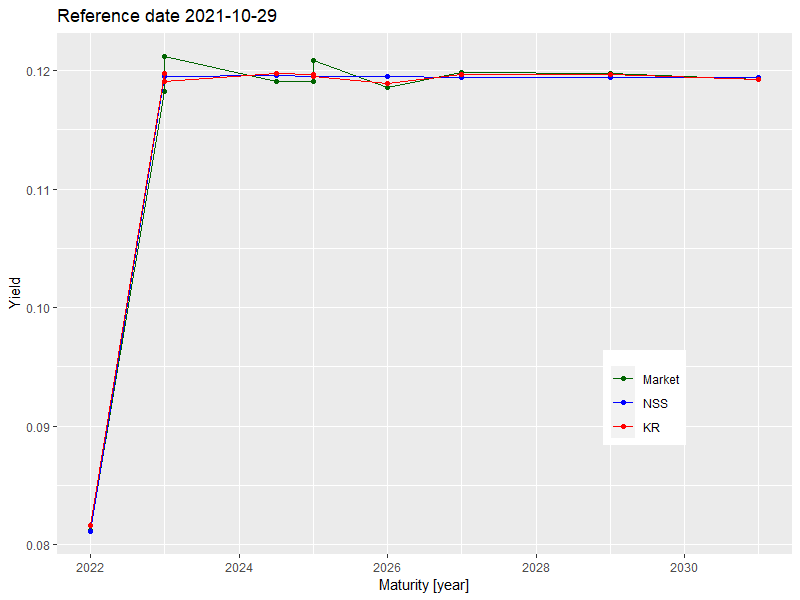 Reference date 2021-10-29
0.12
0.11
0.10
0.09
0.08
Yield
Market
NSS
KR
2022
2024
2026
2028
2030
Maturity [year]